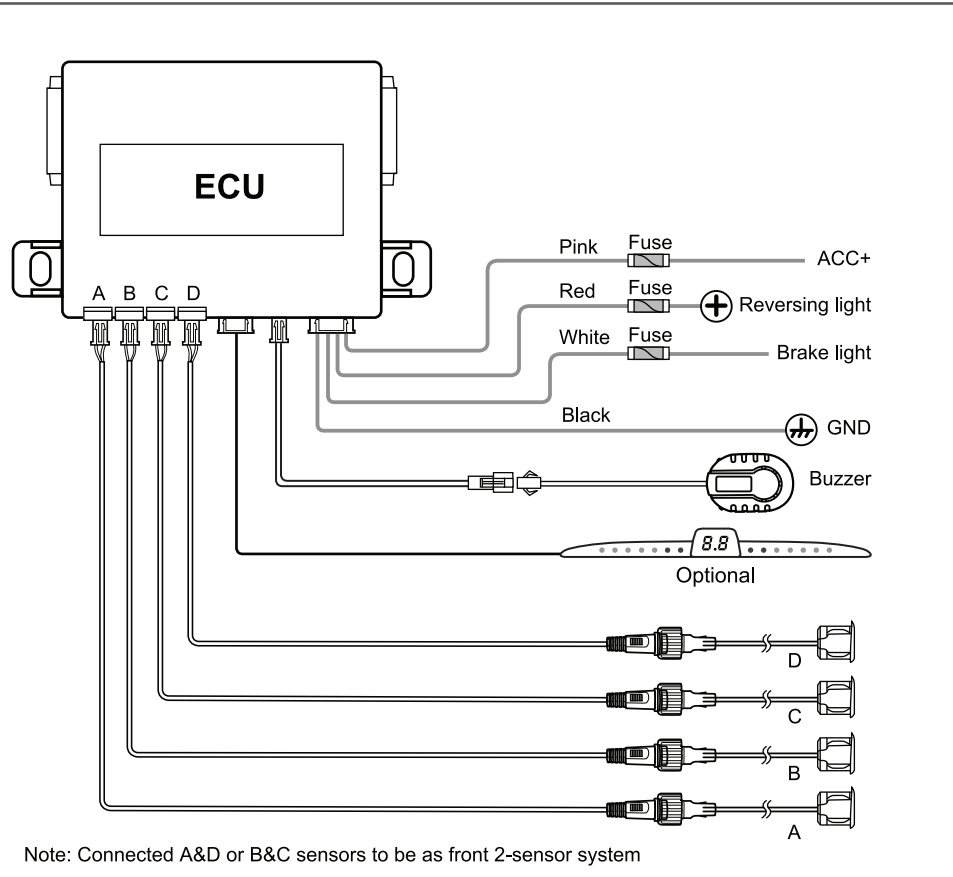 ECU
A B C D
Pink Fuse ACC+
Red Fuse Reversing light
White Fuse Brake light
Black GND
Buzzer
8.8
Optional
D
C
B
A
Note: Connected A&D or B&C sensors to be as front 2-sensor system